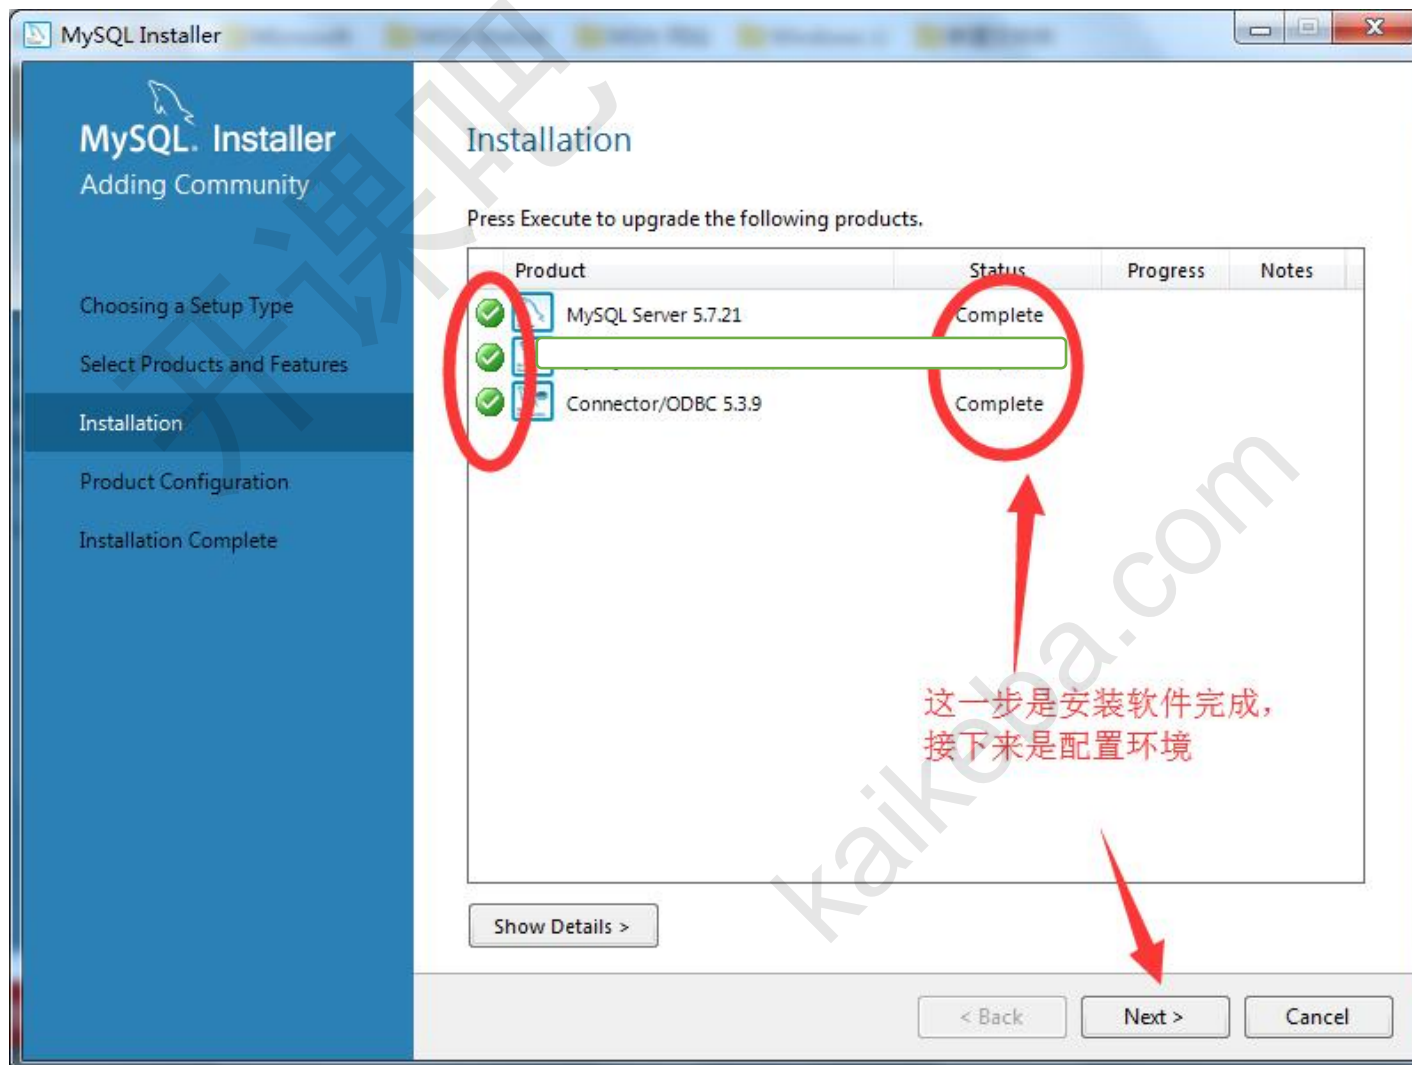 MySQL Installer
MySQL. Installer
Adding Community
Choosing a Setup Type
Select Products and Features
Installation
Product Configuration
Installation Complete
Installation
Press Execute to upgrade the following products.
Product Status Progress Notes
MySQL Server 5.7.21 Complete
Connector/ODBC 5.3.9 Complete
这一步是安装软件完成，
接下来是配置环境
Show Details >
< Back Next > Cancel
开课吧
kaikeba.com